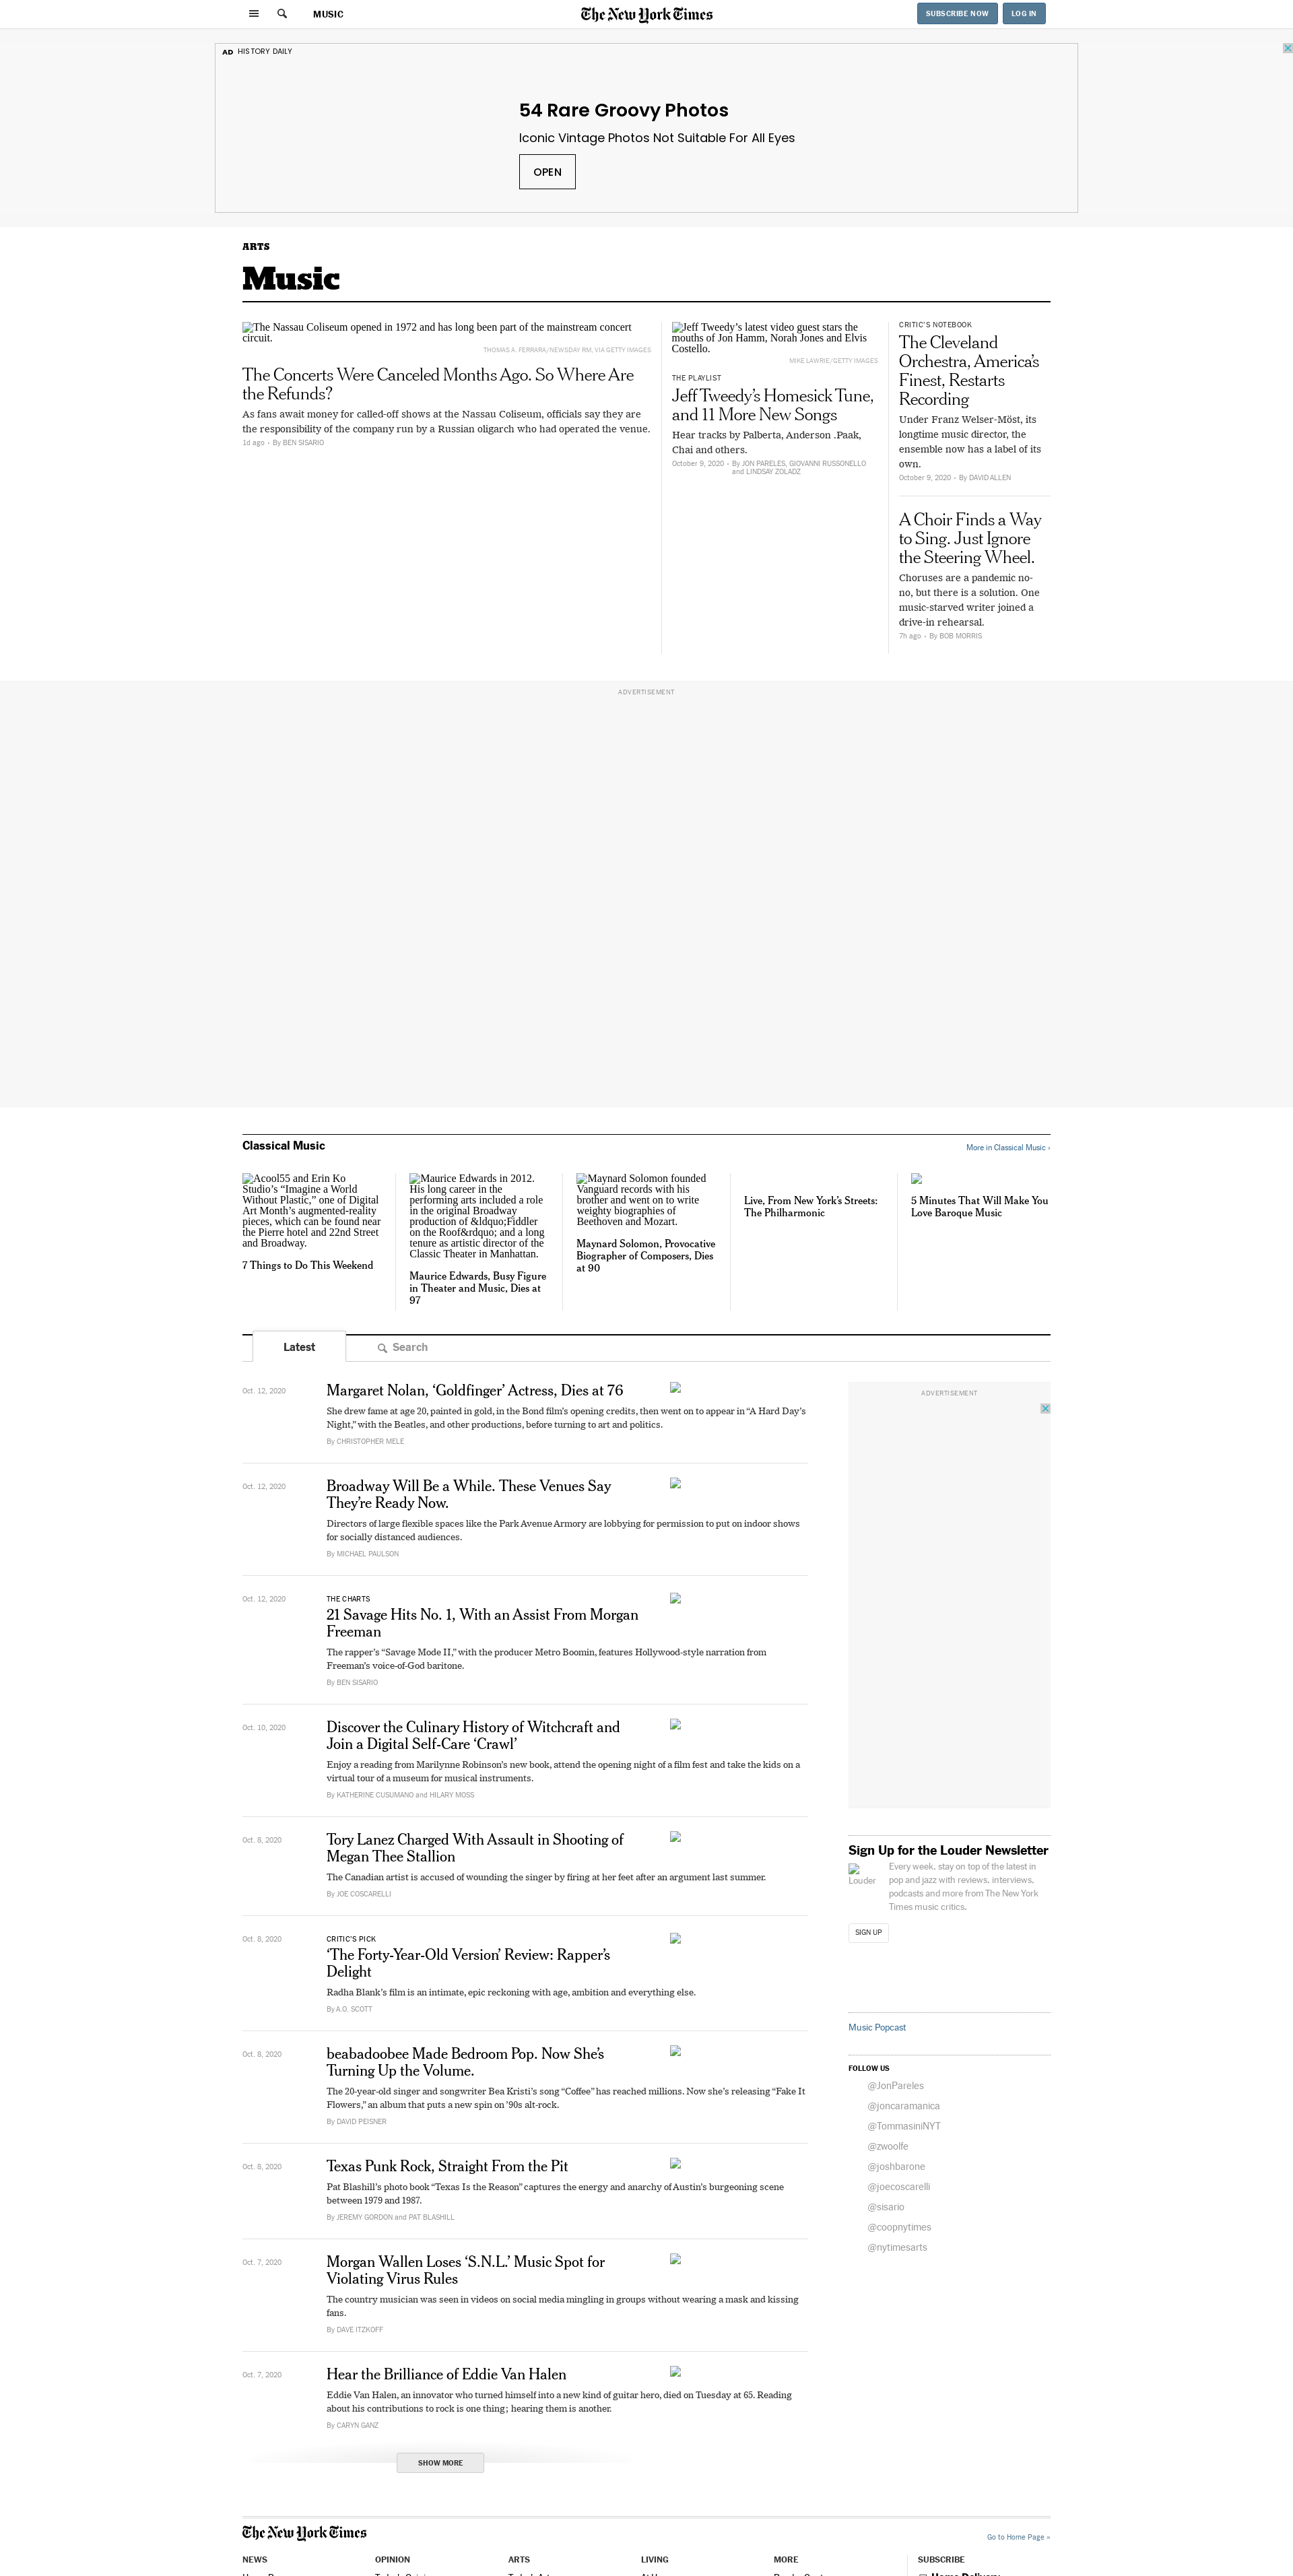 MUSIC
The New York Times
SUBSCRIBE NOW
LOG IN
AD HISTORY DAILY
54 Rare Groovy Photos
Iconic Vintage Photos Not Suitable For All Eyes
OPEN
ARTS
Music
The Nassau Coliseum opened in 1972 and has long been part of the mainstream concert
circuit.
THOMAS A. FERRARA/NEWSDAY RM, VIA GETTY IMAGES
The Concerts Were Canceled Months Ago. So Where Are
the Refunds?
As fans await money for called-off shows at the Nassau Coliseum, officials say they are
the responsibility of the company run by a Russian oligarch who had operated the venue.
1d ago • By BEN SISARIO
Jeff Tweedy’s latest video guest stars the
mouths of Jon Hamm, Norah Jones and Elvis
Costello.
MIKE LAWRIE/GETTY IMAGES
THE PLAYLIST
Jeff Tweedy’s Homesick Tune,
and 11 More New Songs
Hear tracks by Palberta, Anderson .Paak,
Chai and others.
October 9, 2020 • By JON PARELES, GIOVANNI RUSSONELLO
and LINDSAY ZOLADZ
CRITIC’S NOTEBOOK
The Cleveland
Orchestra, America’s
Finest, Restarts
Recording
Under Franz Welser-Möst, its
longtime music director, the
ensemble now has a label of its
own.
October 9, 2020 • By DAVID ALLEN
A Choir Finds a Way
to Sing. Just Ignore
the Steering Wheel.
Choruses are a pandemic no-
no, but there is a solution. One
music-starved writer joined a
drive-in rehearsal.
7h ago • By BOB MORRIS
ADVERTISEMENT
Classical Music
More in Classical Music ›
Acool55 and Erin Ko
Studio’s “Imagine a World
Without Plastic,” one of Digital
Art Month’s augmented-reality
pieces, which can be found near
the Pierre hotel and 22nd Street
and Broadway.
7 Things to Do This Weekend
Maurice Edwards in 2012.
His long career in the
performing arts included a role
in the original Broadway
production of &ldquo;Fiddler
on the Roof&rdquo; and a long
tenure as artistic director of the
Classic Theater in Manhattan.
Maurice Edwards, Busy Figure
in Theater and Music, Dies at
97
Maynard Solomon founded
Vanguard records with his
brother and went on to write
weighty biographies of
Beethoven and Mozart.
Maynard Solomon, Provocative
Biographer of Composers, Dies
at 90
Live, From New York’s Streets:
The Philharmonic
5 Minutes That Will Make You
Love Baroque Music
Latest
Search
Oct. 12, 2020
Margaret Nolan, ‘Goldfinger’ Actress, Dies at 76
She drew fame at age 20, painted in gold, in the Bond film’s opening credits, then went on to appear in “A Hard Day’s
Night,” with the Beatles, and other productions, before turning to art and politics.
By CHRISTOPHER MELE
Oct. 12, 2020
Broadway Will Be a While. These Venues Say
They’re Ready Now.
Directors of large flexible spaces like the Park Avenue Armory are lobbying for permission to put on indoor shows
for socially distanced audiences.
By MICHAEL PAULSON
Oct. 12, 2020
THE CHARTS
21 Savage Hits No. 1, With an Assist From Morgan
Freeman
The rapper’s “Savage Mode II,” with the producer Metro Boomin, features Hollywood-style narration from
Freeman’s voice-of-God baritone.
By BEN SISARIO
Oct. 10, 2020
Discover the Culinary History of Witchcraft and
Join a Digital Self-Care ‘Crawl’
Enjoy a reading from Marilynne Robinson’s new book, attend the opening night of a film fest and take the kids on a
virtual tour of a museum for musical instruments.
By KATHERINE CUSUMANO and HILARY MOSS
Oct. 8, 2020
Tory Lanez Charged With Assault in Shooting of
Megan Thee Stallion
The Canadian artist is accused of wounding the singer by firing at her feet after an argument last summer.
By JOE COSCARELLI
Oct. 8, 2020
CRITIC’S PICK
‘The Forty-Year-Old Version’ Review: Rapper’s
Delight
Radha Blank’s film is an intimate, epic reckoning with age, ambition and everything else.
By A.O. SCOTT
Oct. 8, 2020
beabadoobee Made Bedroom Pop. Now She’s
Turning Up the Volume.
The 20-year-old singer and songwriter Bea Kristi’s song “Coffee” has reached millions. Now she’s releasing “Fake It
Flowers,” an album that puts a new spin on ’90s alt-rock.
By DAVID PEISNER
Oct. 8, 2020
Texas Punk Rock, Straight From the Pit
Pat Blashill’s photo book “Texas Is the Reason” captures the energy and anarchy of Austin’s burgeoning scene
between 1979 and 1987.
By JEREMY GORDON and PAT BLASHILL
Oct. 7, 2020
Morgan Wallen Loses ‘S.N.L.’ Music Spot for
Violating Virus Rules
The country musician was seen in videos on social media mingling in groups without wearing a mask and kissing
fans.
By DAVE ITZKOFF
Oct. 7, 2020
Hear the Brilliance of Eddie Van Halen
Eddie Van Halen, an innovator who turned himself into a new kind of guitar hero, died on Tuesday at 65. Reading
about his contributions to rock is one thing; hearing them is another.
By CARYN GANZ
SHOW MORE
ADVERTISEMENT
Sign Up for the Louder Newsletter
Louder
Every week, stay on top of the latest in
pop and jazz with reviews, interviews,
podcasts and more from The New York
Times music critics.
SIGN UP
Music Popcast
FOLLOW US
@JonPareles
@joncaramanica
@TommasiniNYT
@zwoolfe
@joshbarone
@joecoscarelli
@sisario
@coopnytimes
@nytimesarts
The New York Times
Go to Home Page »
NEWS
OPINION
ARTS
LIVING
MORE
SUBSCRIBE